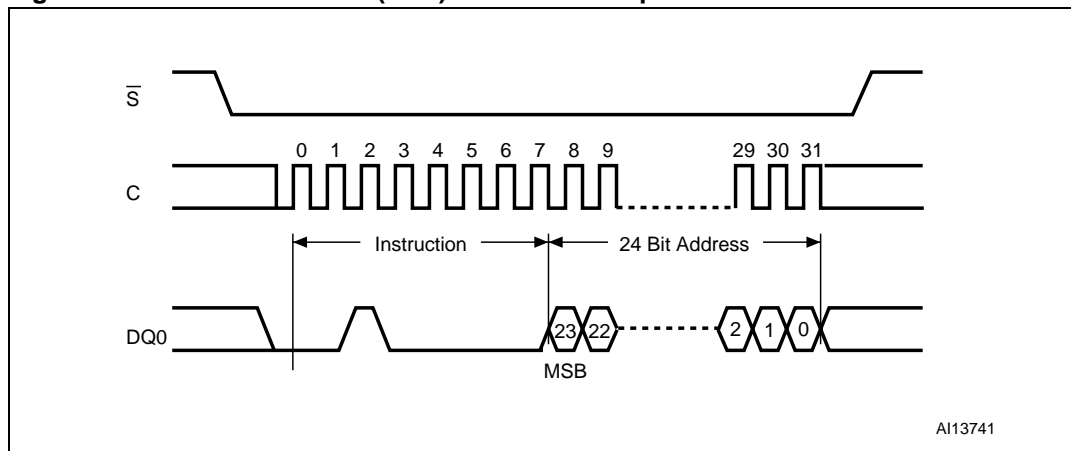 S
0 1 2 3 4 5 6 7 8 9 29 30 31
C
Instruction 24 Bit Address
DQ0
23 22 2 1 0
MSB
AI13741